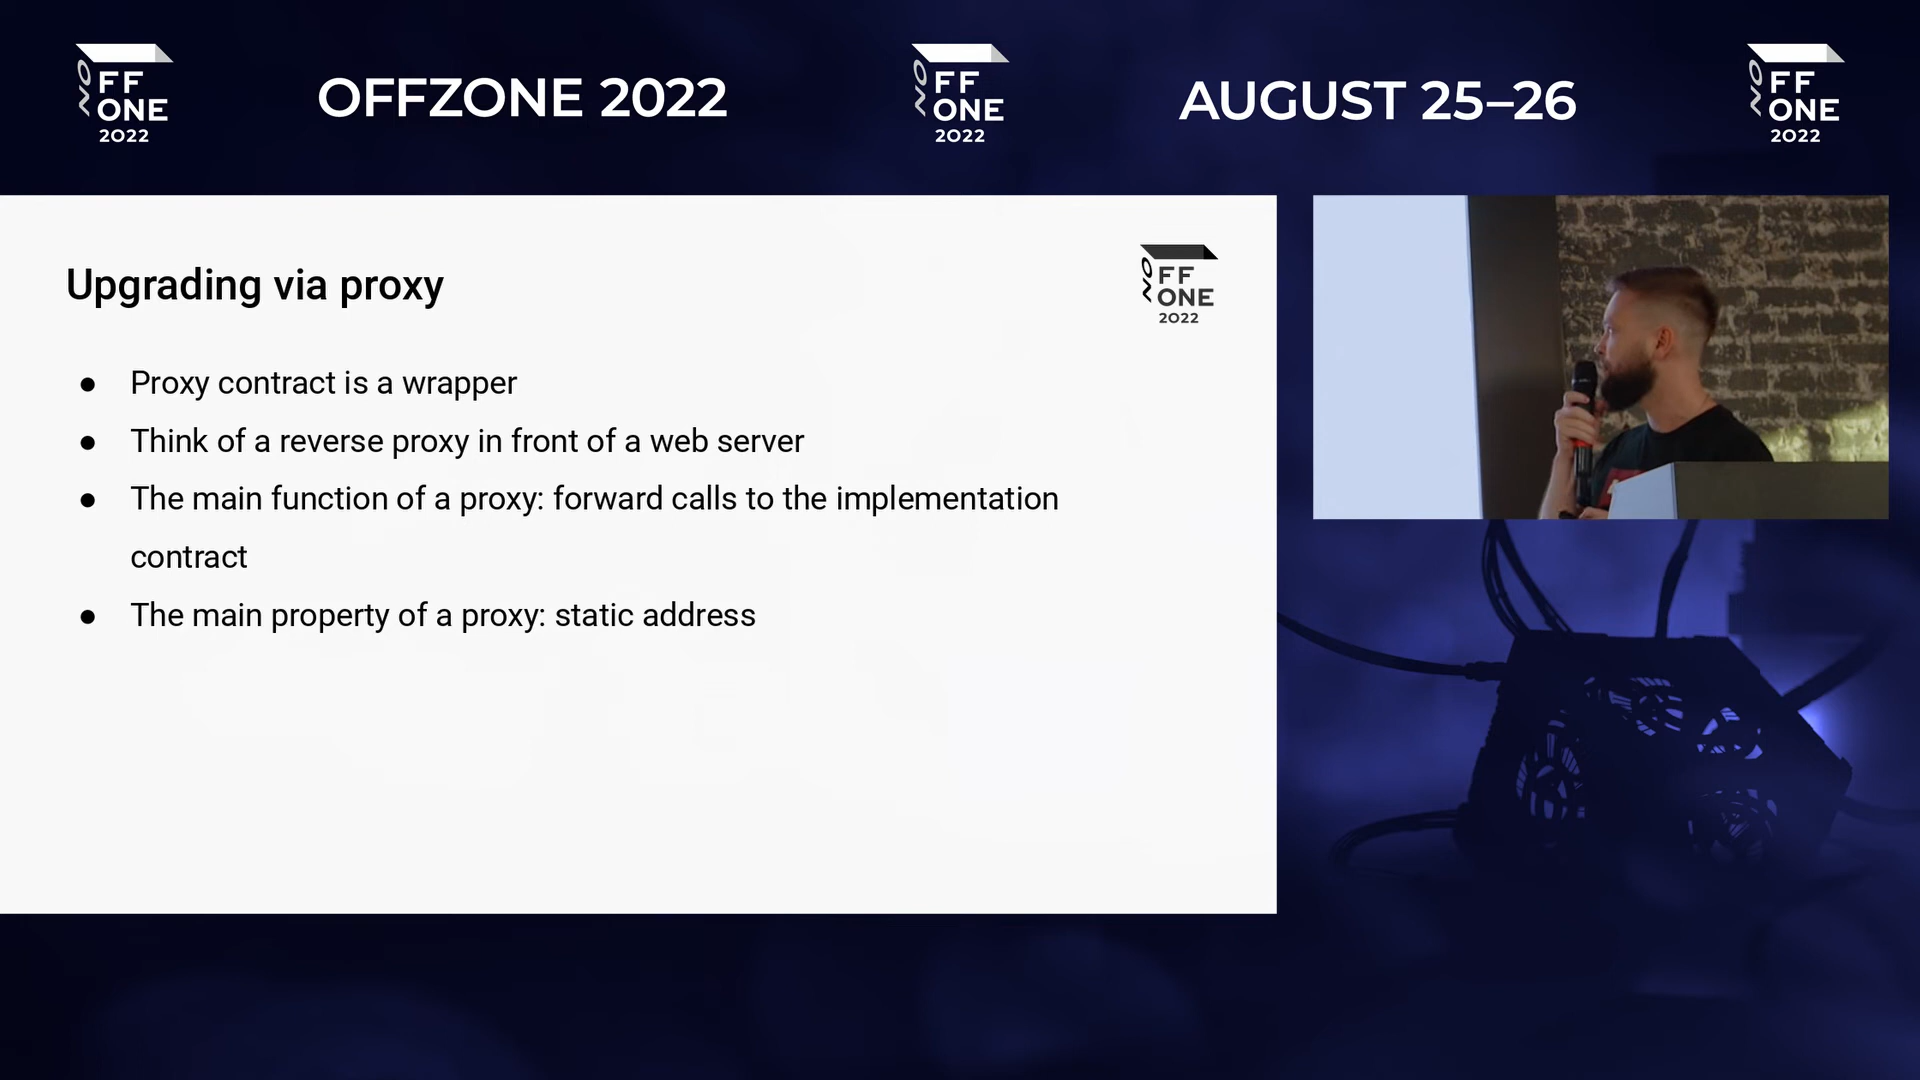 OFF
ZONE
2022
OFFZONE 2022
OFF
ZONE
2022
AUGUST 25–26
OFF
ZONE
2022
Upgrading via proxy
OFF
ZONE
2022
● Proxy contract is a wrapper
● Think of a reverse proxy in front of a web server
● The main function of a proxy: forward calls to the implementation
contract
● The main property of a proxy: static address